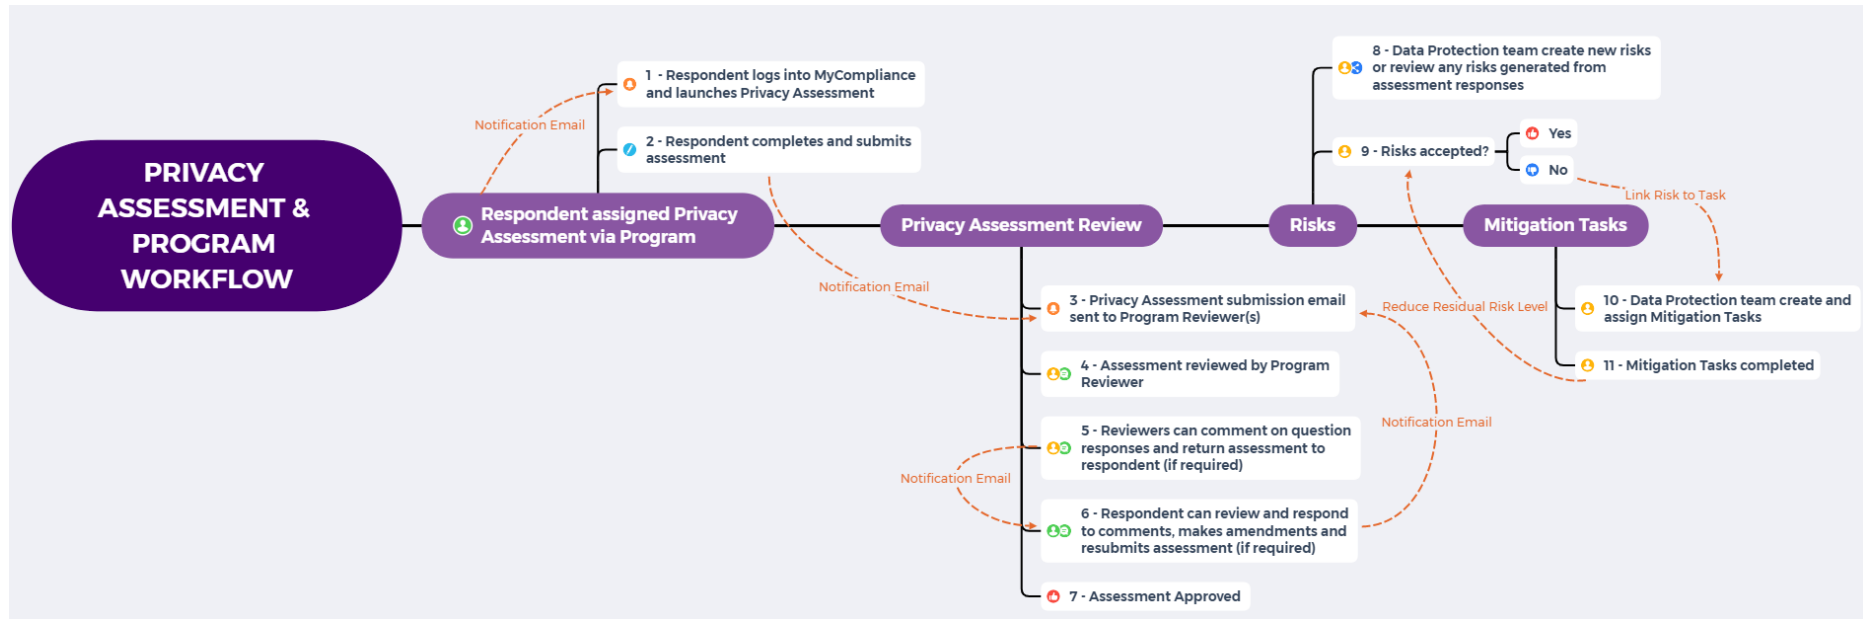 PRIVACY
ASSESSMENT &
PROGRAM
WORKFLOW
Respondent assigned Privacy
Assessment via Program
Notification Email
1 - Respondent logs into MyCompliance
and launches Privacy Assessment
2 - Respondent completes and submits
assessment
Notification Email
Privacy Assessment Review
3 - Privacy Assessment submission email
sent to Program Reviewer(s)
4 - Assessment reviewed by Program
Reviewer
5 - Reviewers can comment on question
responses and return assessment to
respondent (if required)
Notification Email
6 - Respondent can review and respond
to comments, makes amendments and
resubmits assessment (if required)
Notification Email
7 - Assessment Approved
Risks
8 - Data Protection team create new risks
or review any risks generated from
assessment responses
9 - Risks accepted?
Yes
No
Link Risk to Task
Mitigation Tasks
Reduce Residual Risk Level
10 - Data Protection team create and
assign Mitigation Tasks
11 - Mitigation Tasks completed